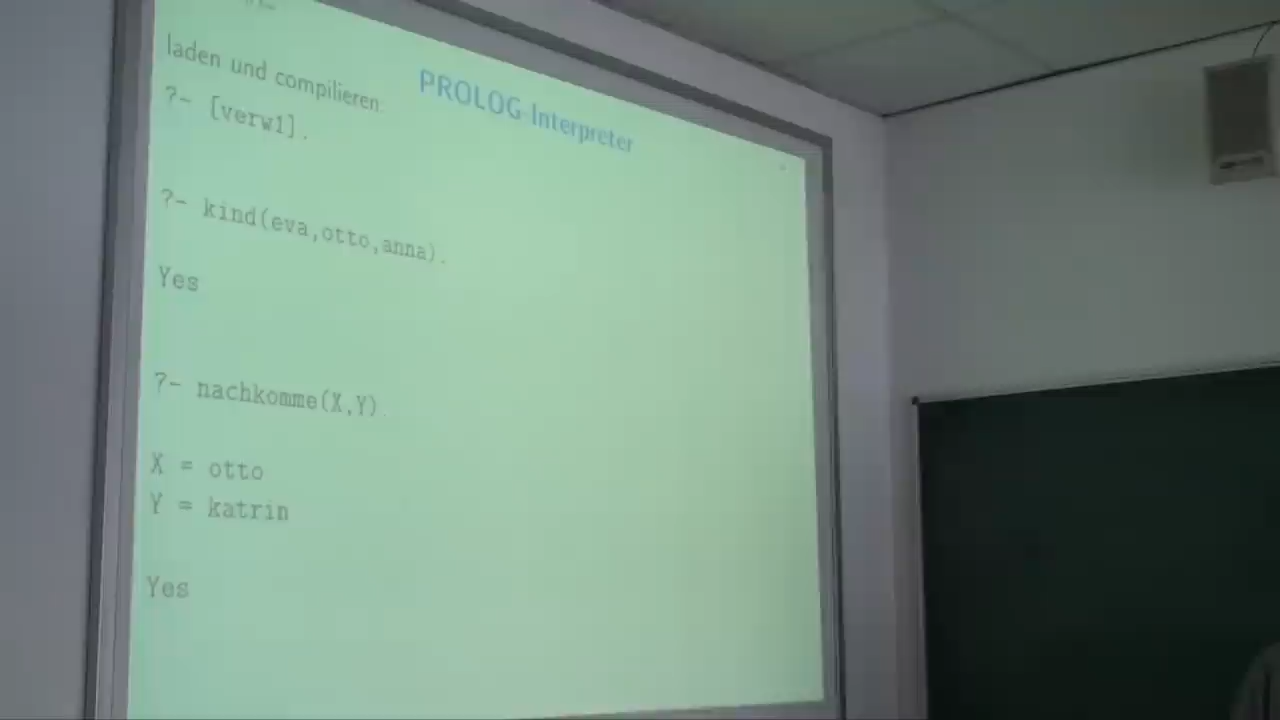 PROLOG-Interpreter
laden und compilieren:
?- [verw1].
?- kind(eva,otto,anna).
Yes
?- nachkomme(X,Y).
X = otto
Y = katrin
Yes